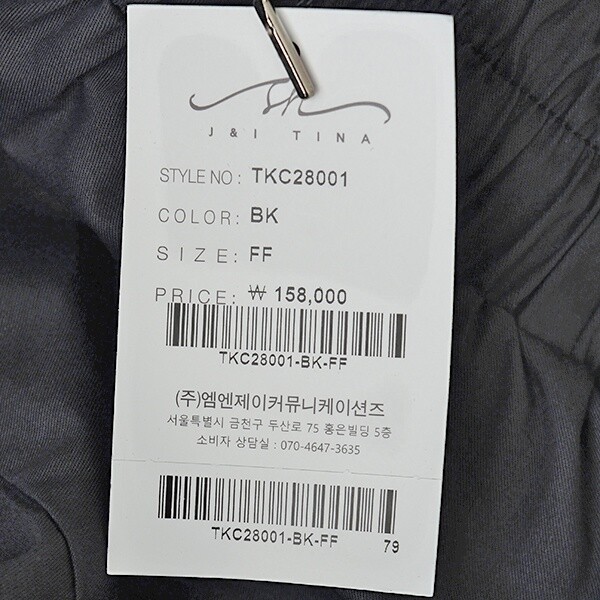 J & I TINA
STYLE NO : TKC28001
COLOR: BK
SIZE: FF
PRICE: ₩ 158,000
TKC28001-BK-FF
(주)엠엔제이커뮤니케이션즈
서울특별시 금천구 두산로 75 홍은빌딩 5층
소비자 상담실 : 070-4647-3635
TKC28001-BK-FF 79